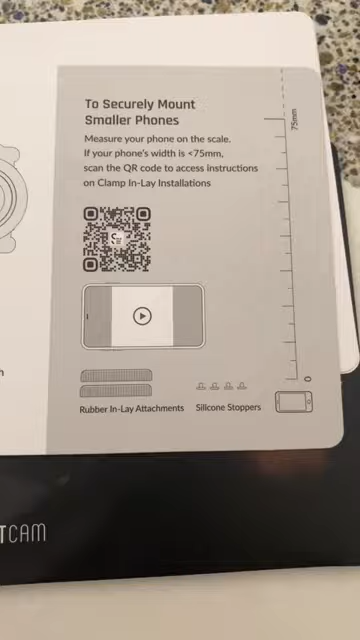 To Securely Mount
Smaller Phones
Measure your phone on the scale.
If your phone's width is <75mm,
scan the QR code to access instructions
on Clamp In-Lay Installations
75mm
0
Rubber In-Lay Attachments
Silicone Stoppers
TCAM